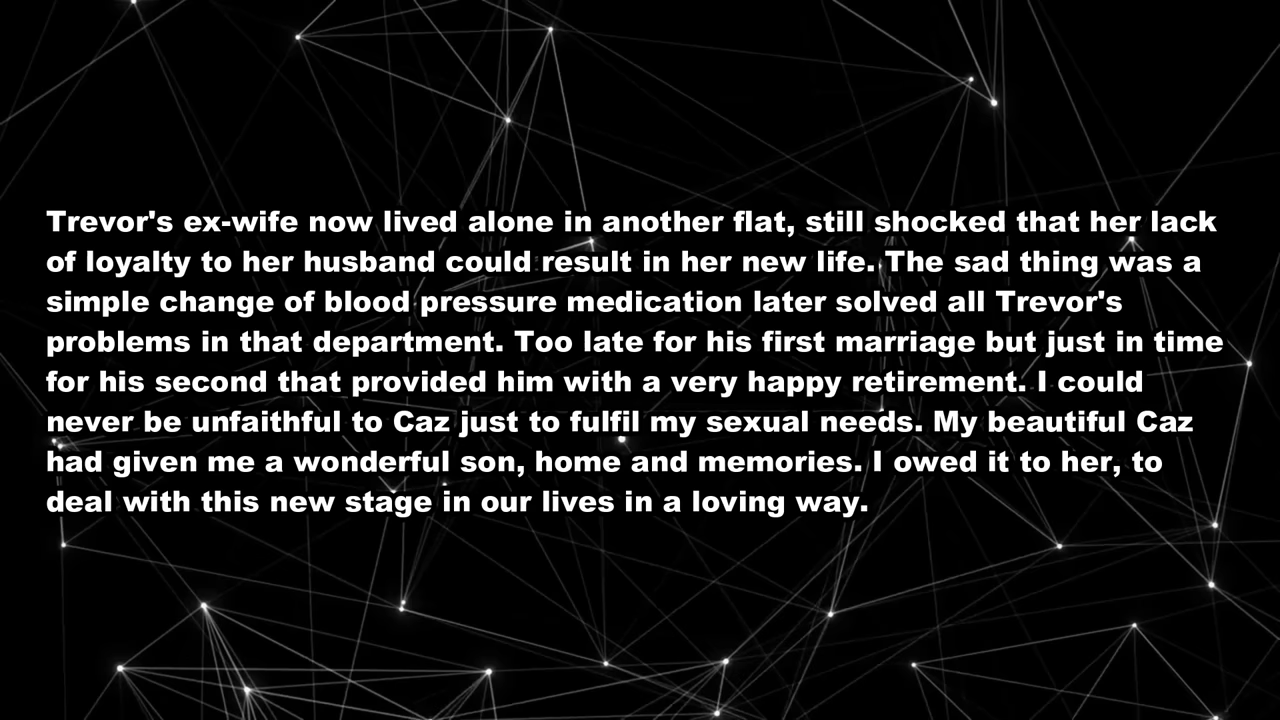 Trevor's ex-wife now lived alone in another flat, still shocked that her lack
of loyalty to her husband could result in her new life. The sad thing was a
simple change of blood pressure medication later solved all Trevor's
problems in that department. Too late for his first marriage but just in time
for his second that provided him with a very happy retirement. I could
never be unfaithful to Caz just to fulfil my sexual needs. My beautiful Caz
had given me a wonderful son, home and memories. I owed it to her, to
deal with this new stage in our lives in a loving way.